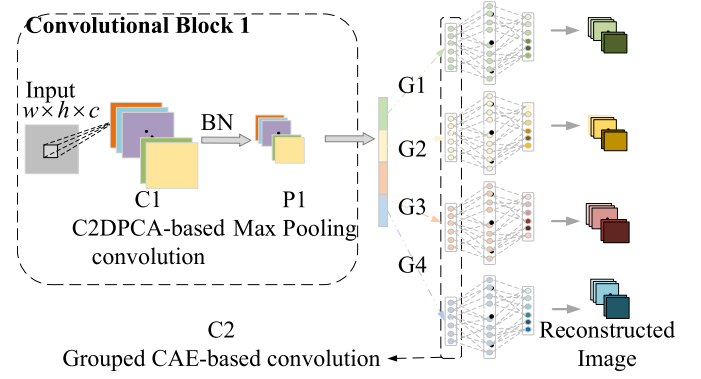 Convolutional Block 1
Input
w×h×c
BN
C1
P1
C2DPCA-based Max Pooling
convolution
G1
G2
G3
G4
C2
Grouped CAE-based convolution
Reconstructed
Image